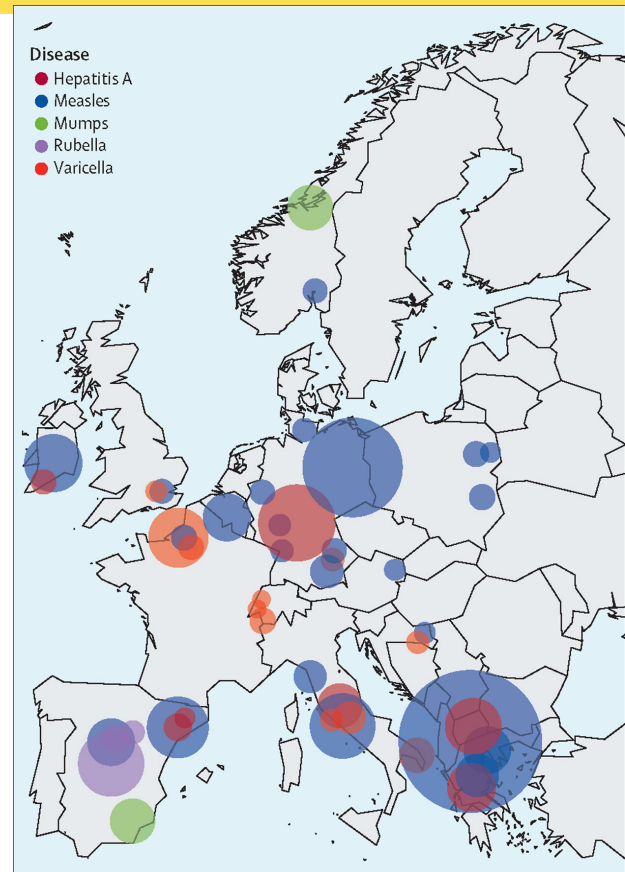 Disease
Hepatitis A
Measles
Mumps
Rubella
Varicella